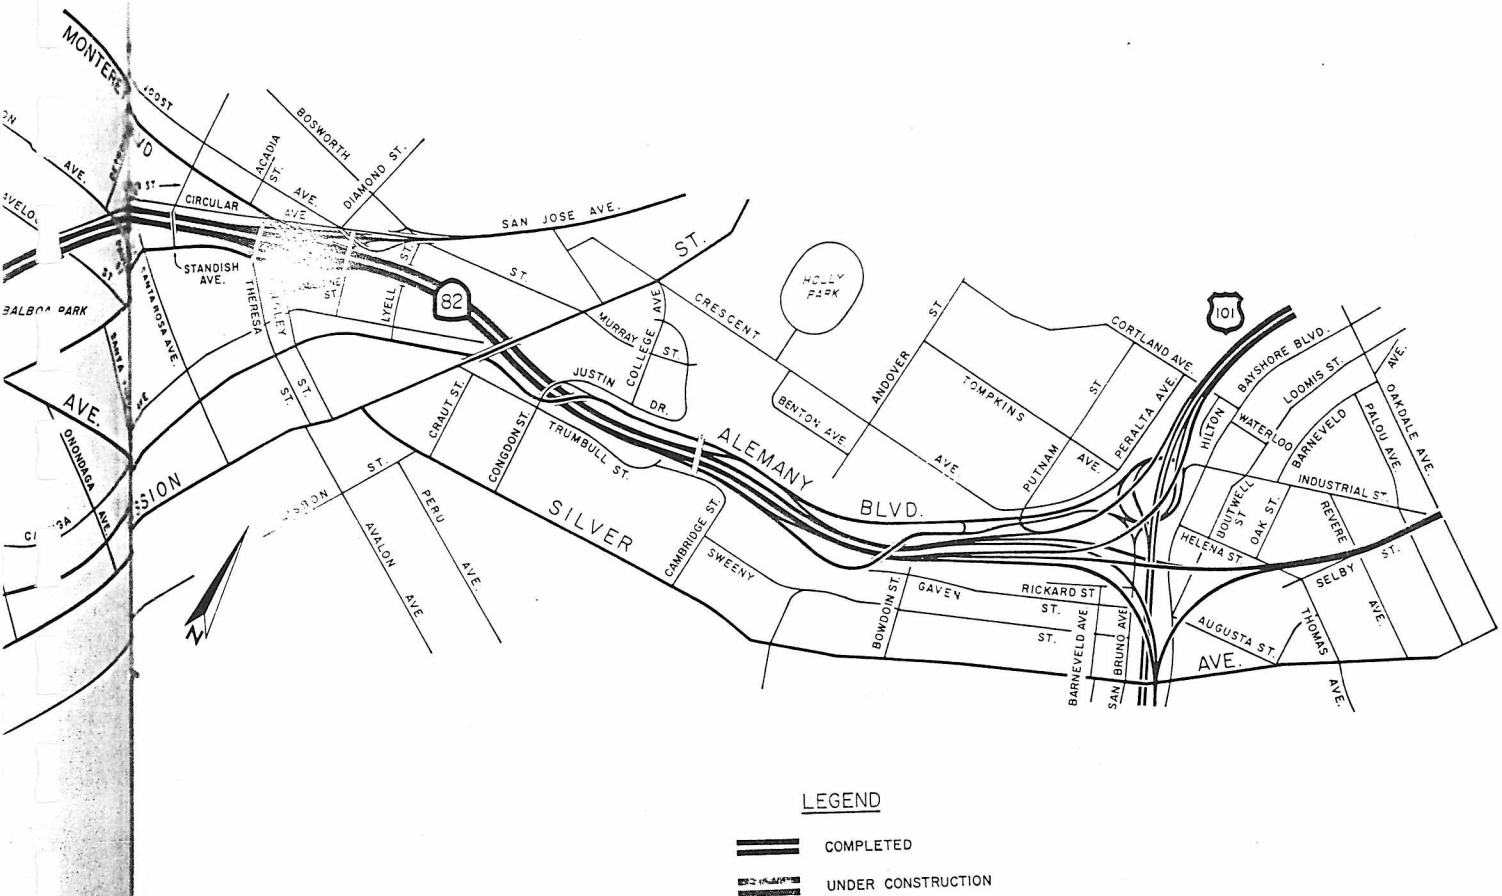 MONTEREY
JOOST
BOSWORTH
ACADIA
ST.
DIAMOND ST.
AVE.
AVE.
ST
CIRCULAR
AVE
SAN JOSE AVE.
ST.
STANDISH
AVE.
BALBOA PARK
SANTA ROSA AVE.
THERESA
ST.
LYELL
ST.
ST
ST.
82
ST.
MURRAY
ST.
COLLEGE AVE
CRESCENT
HOLLY
PARK
JUSTIN
DR.
BENTON AVE
ANDOVER
ST.
TOMPKINS
AVE.
CORTLAND AVE.
PUTNAM
ST
PERALTA AVE.
101
BAYSHORE BLVD.
LOOMIS ST.
AVE.
HILTON
WATERLOO
BARNEVELD
PALOU AVE.
OAKDALE AVE.
INDUSTRIAL ST.
BOUTWELL
ST
OAK ST.
REVERE
AVE.
HELENA ST.
SELBY
ST.
AVE.
ONONDAGA
AVE.
SION
ST.
CRAUT ST.
CONGDON ST.
TRUMBULL ST.
ALEMANY
BLVD.
AVE
SILVER
AVE.
PERU
AVE.
AVALON
AVE
CAMBRIDGE ST.
SWEENY
ST.
BOWDOIN ST.
GAVEN
ST.
RICKARD ST
BARNEVELD AVE
SAN BRUNO AVE
AUGUSTA ST.
THOMAS
AVE.
N
LEGEND
COMPLETED
UNDER CONSTRUCTION